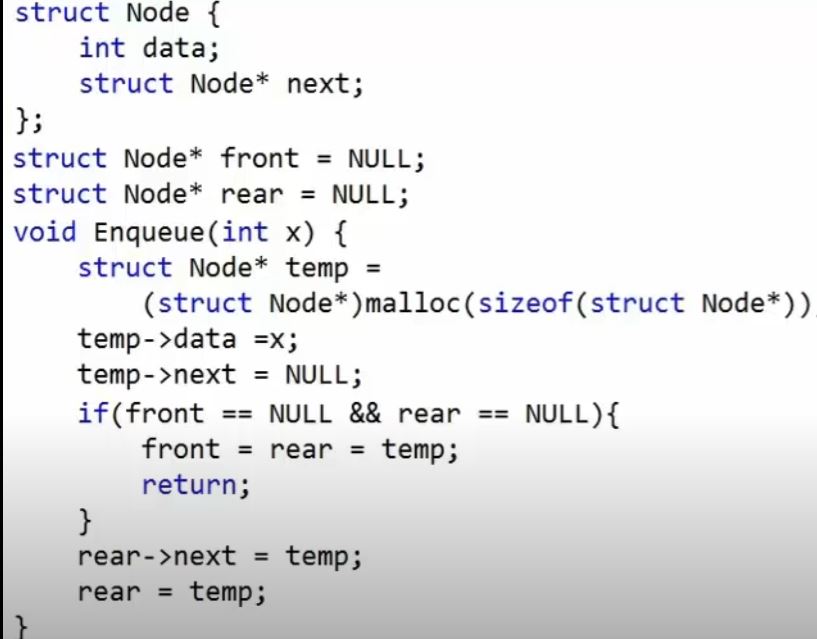 struct Node {
    int data;
    struct Node* next;
};
struct Node* front = NULL;
struct Node* rear = NULL;
void Enqueue(int x) {
    struct Node* temp =
        (struct Node*)malloc(sizeof(struct Node*));
    temp->data =x;
    temp->next = NULL;
    if(front == NULL && rear == NULL){
        front = rear = temp;
        return;
    }
    rear->next = temp;
    rear = temp;
}